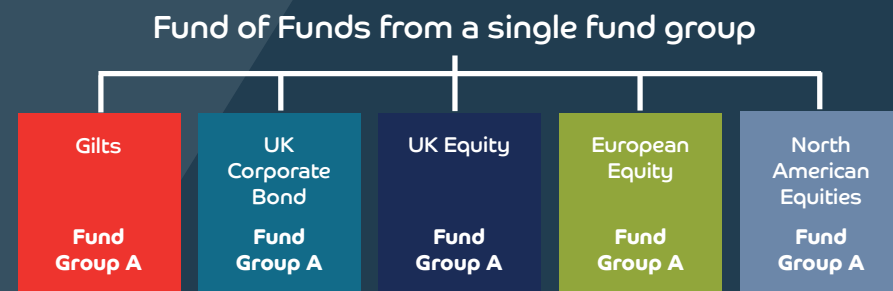 Fund of Funds from a single fund group
Gilts
Fund
Group A
UK
Corporate
Bond
Fund
Group A
UK Equity
Fund
Group A
European
Equity
Fund
Group A
North
American
Equities
Fund
Group A